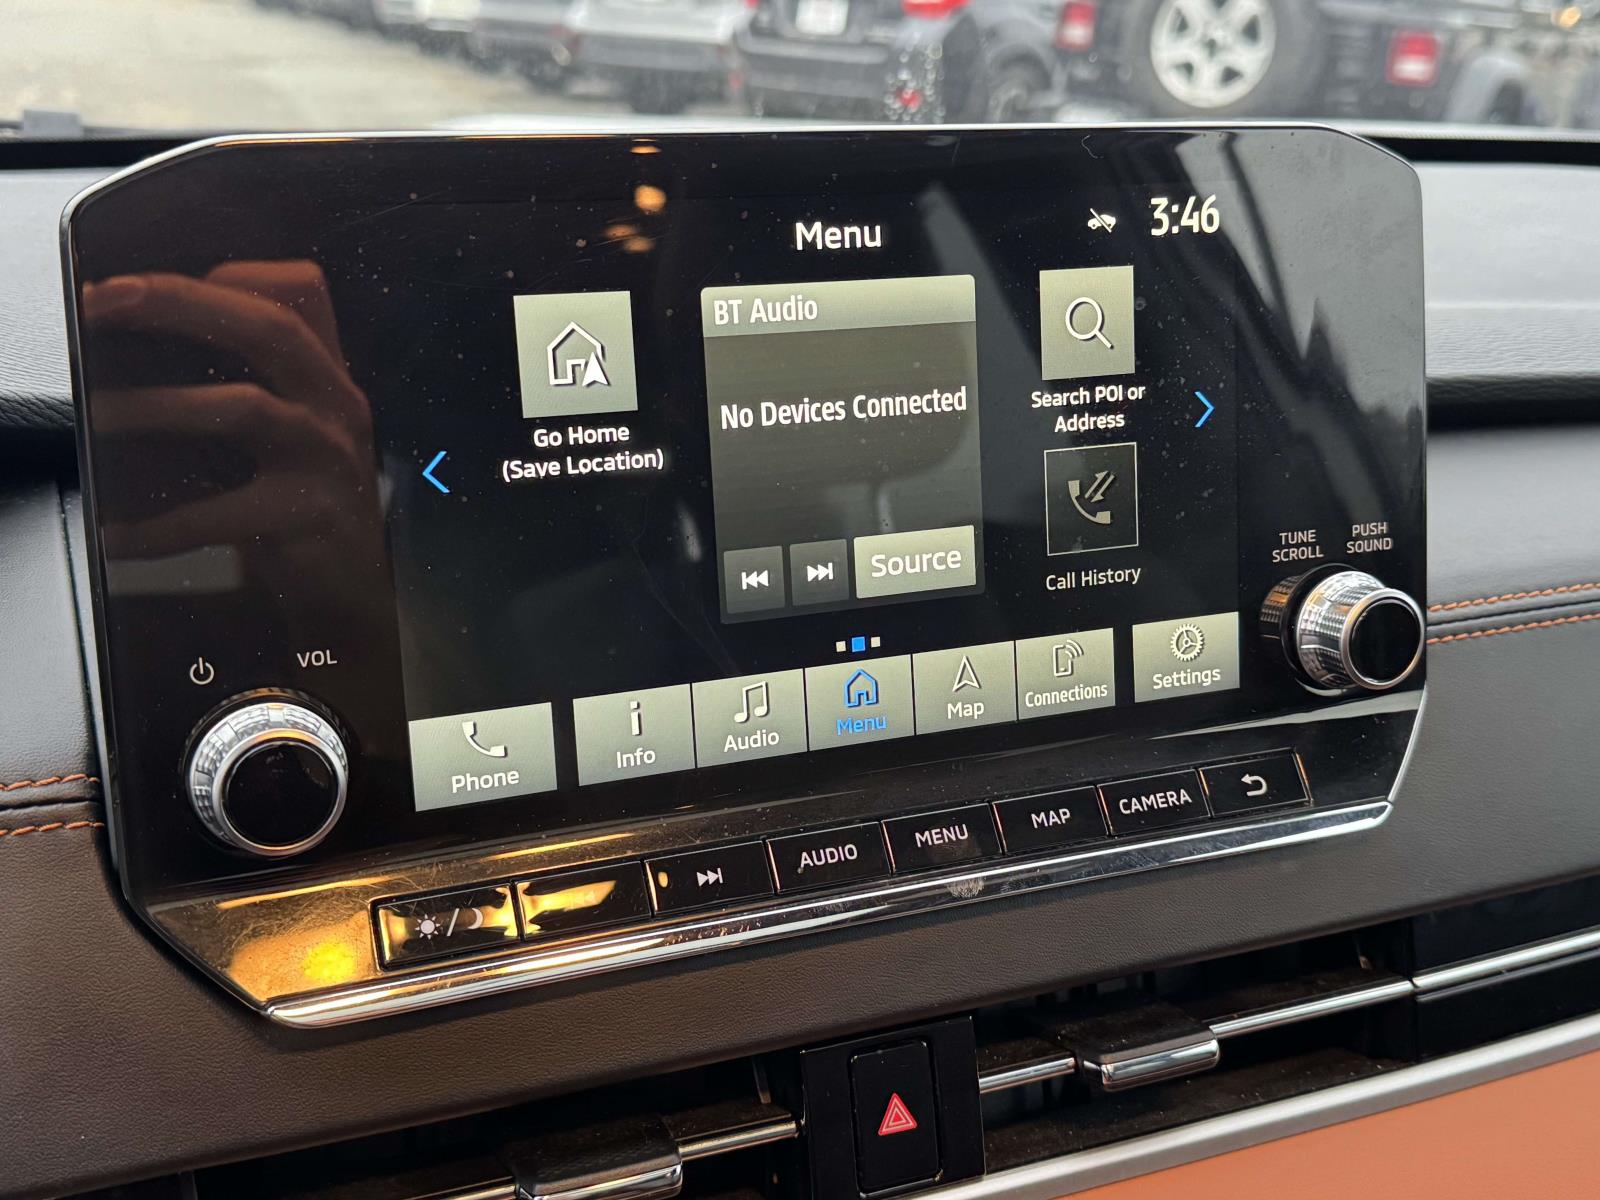 Menu
3:46
BT Audio
No Devices Connected
Source
Go Home
(Save Location)
Search POI or
Address
Call History
TUNE
SCROLL
PUSH
SOUND
VOL
Phone
Info
Audio
Menu
Map
Connections
Settings
AUDIO
MENU
MAP
CAMERA